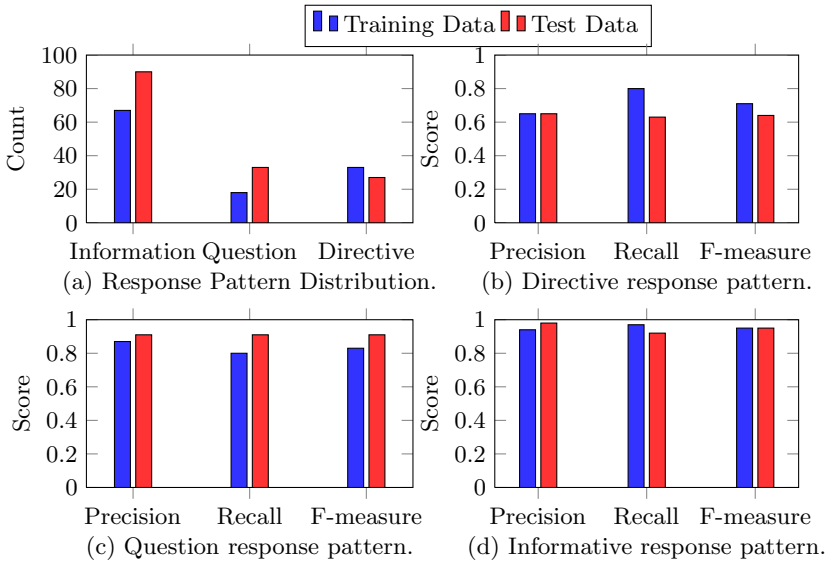 Training Data Test Data
100
80
60
40
20
0
Count
Information Question Directive
(a) Response Pattern Distribution.
1
0.8
0.6
0.4
0.2
0
Score
Precision Recall F-measure
(b) Directive response pattern.
1
0.8
0.6
0.4
0.2
0
Score
Precision Recall F-measure
(c) Question response pattern.
1
0.8
0.6
0.4
0.2
0
Score
Precision Recall F-measure
(d) Informative response pattern.